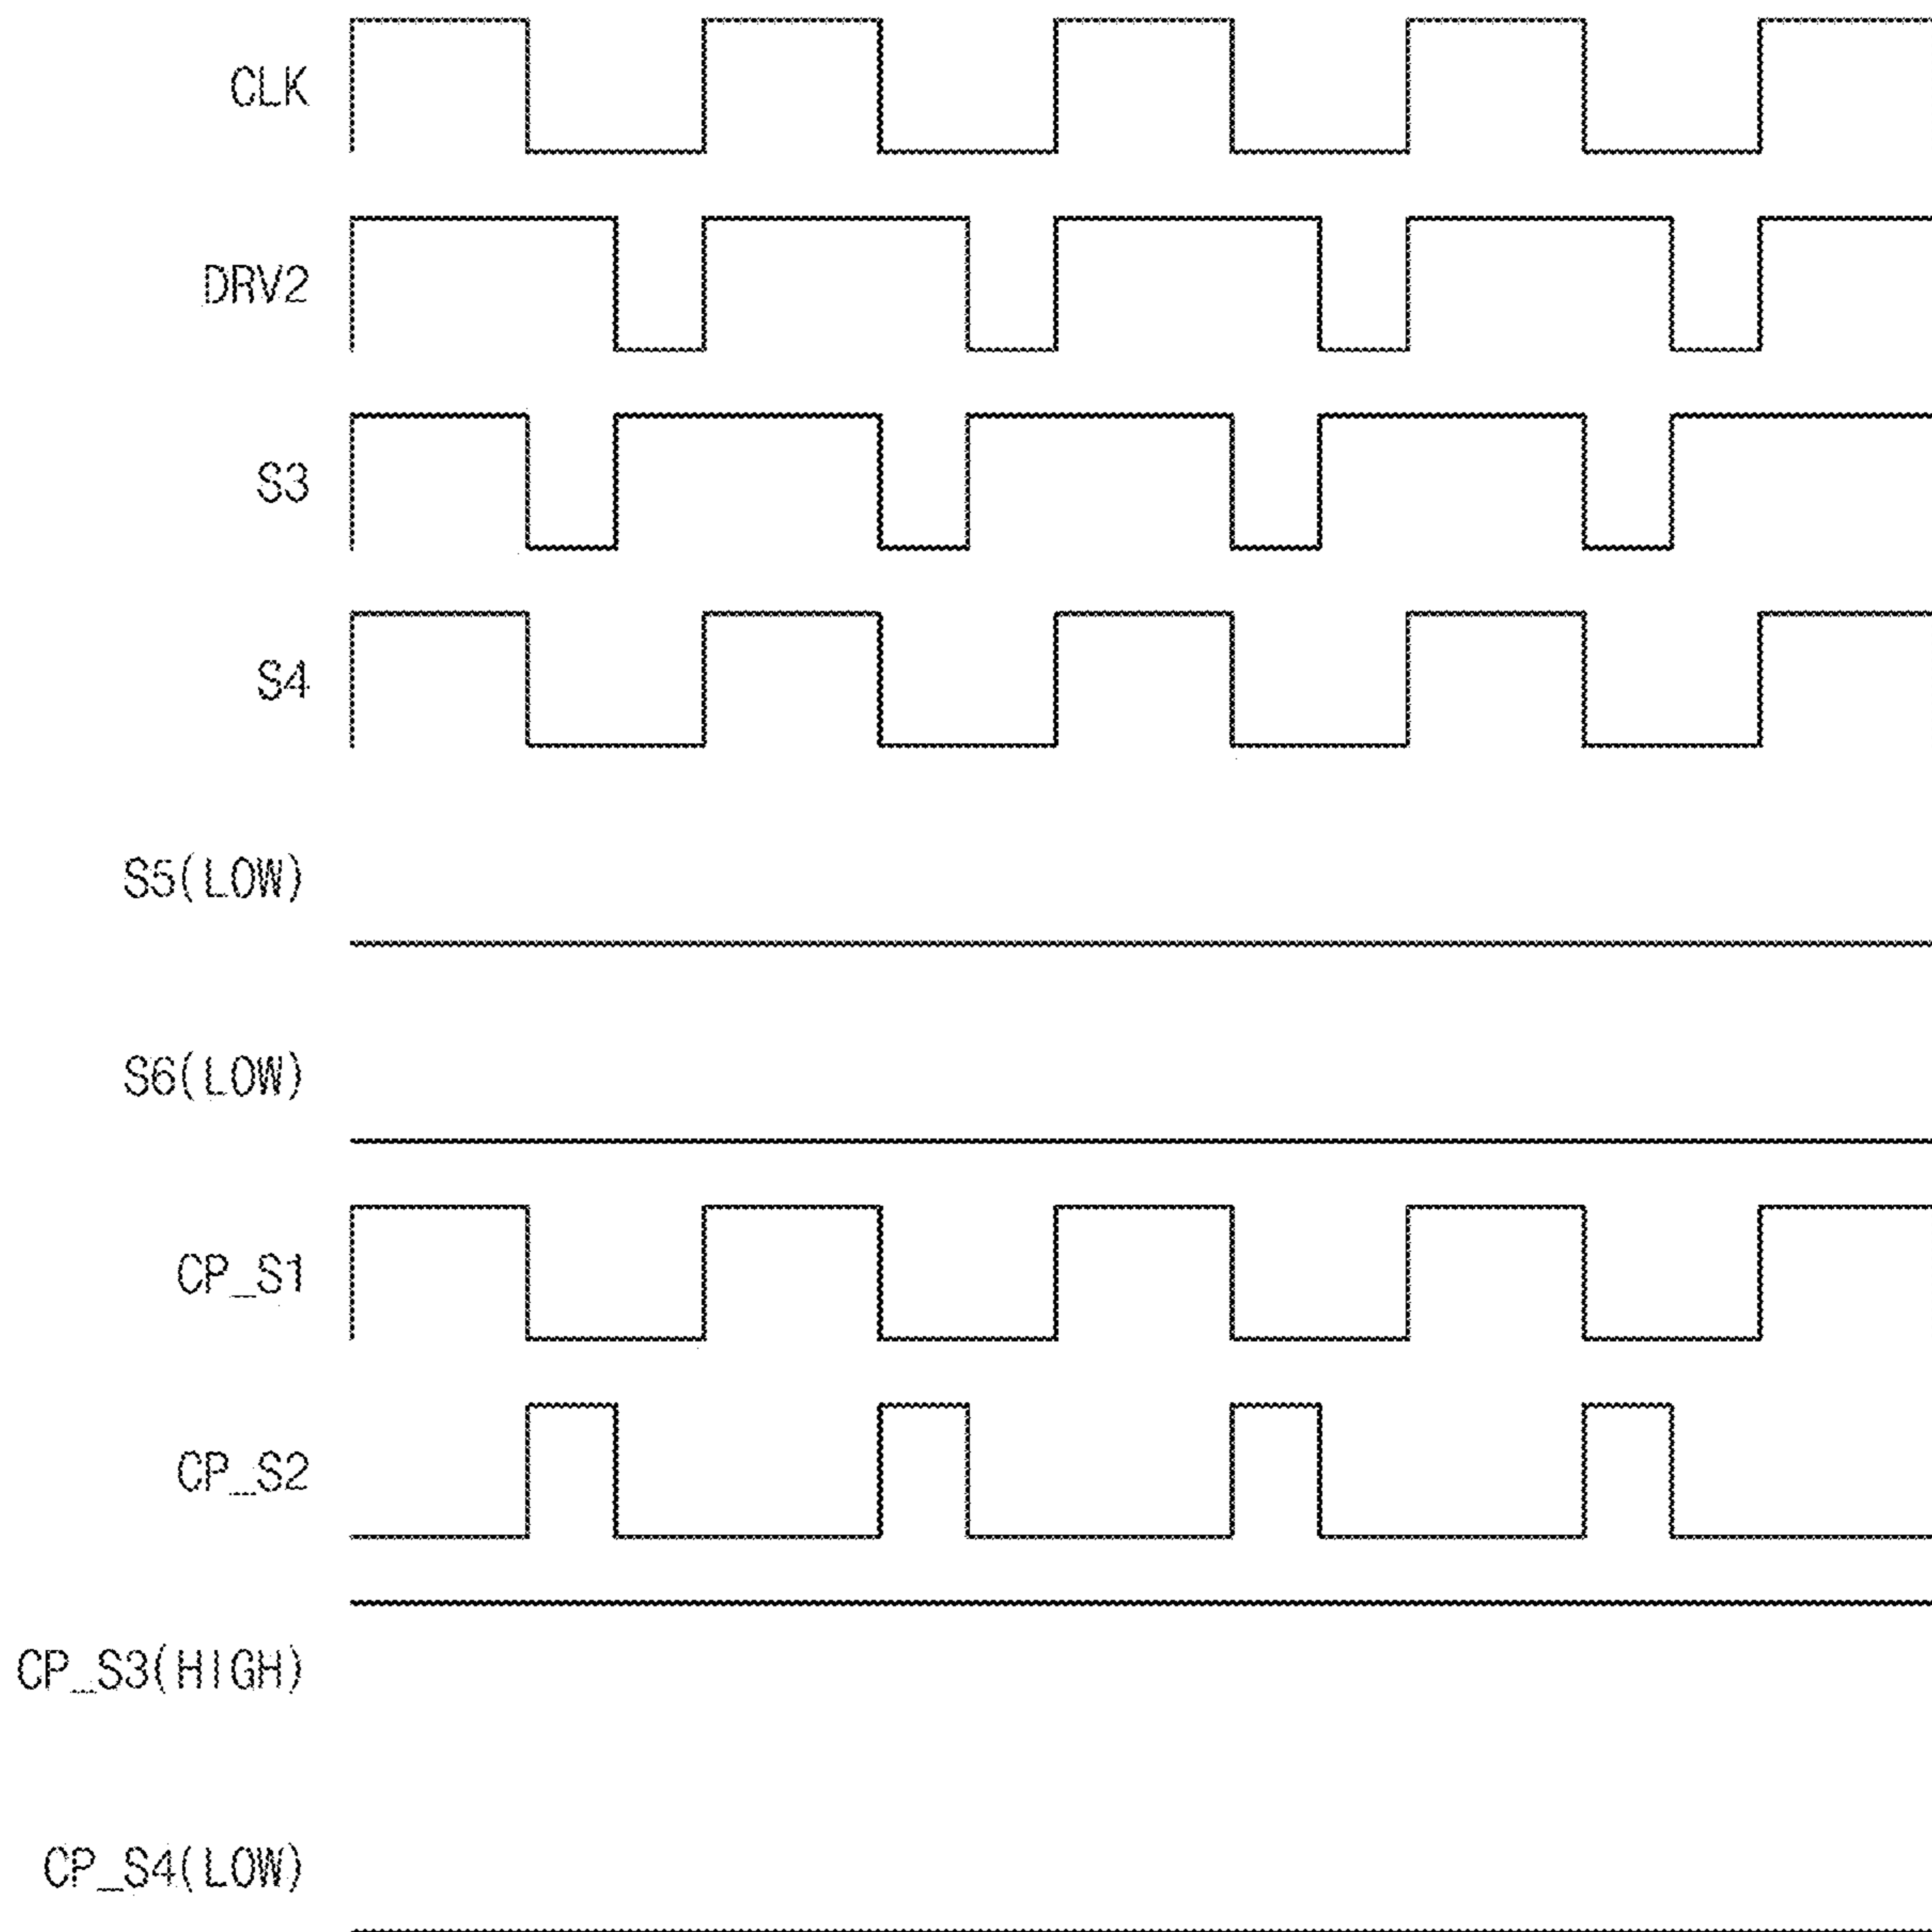 CLK
DRV2
S3
S4
S5(LOW)
S6(LOW)
CP_S1
CP_S2
CP_S3(HIGH)
CP_S4(LOW)